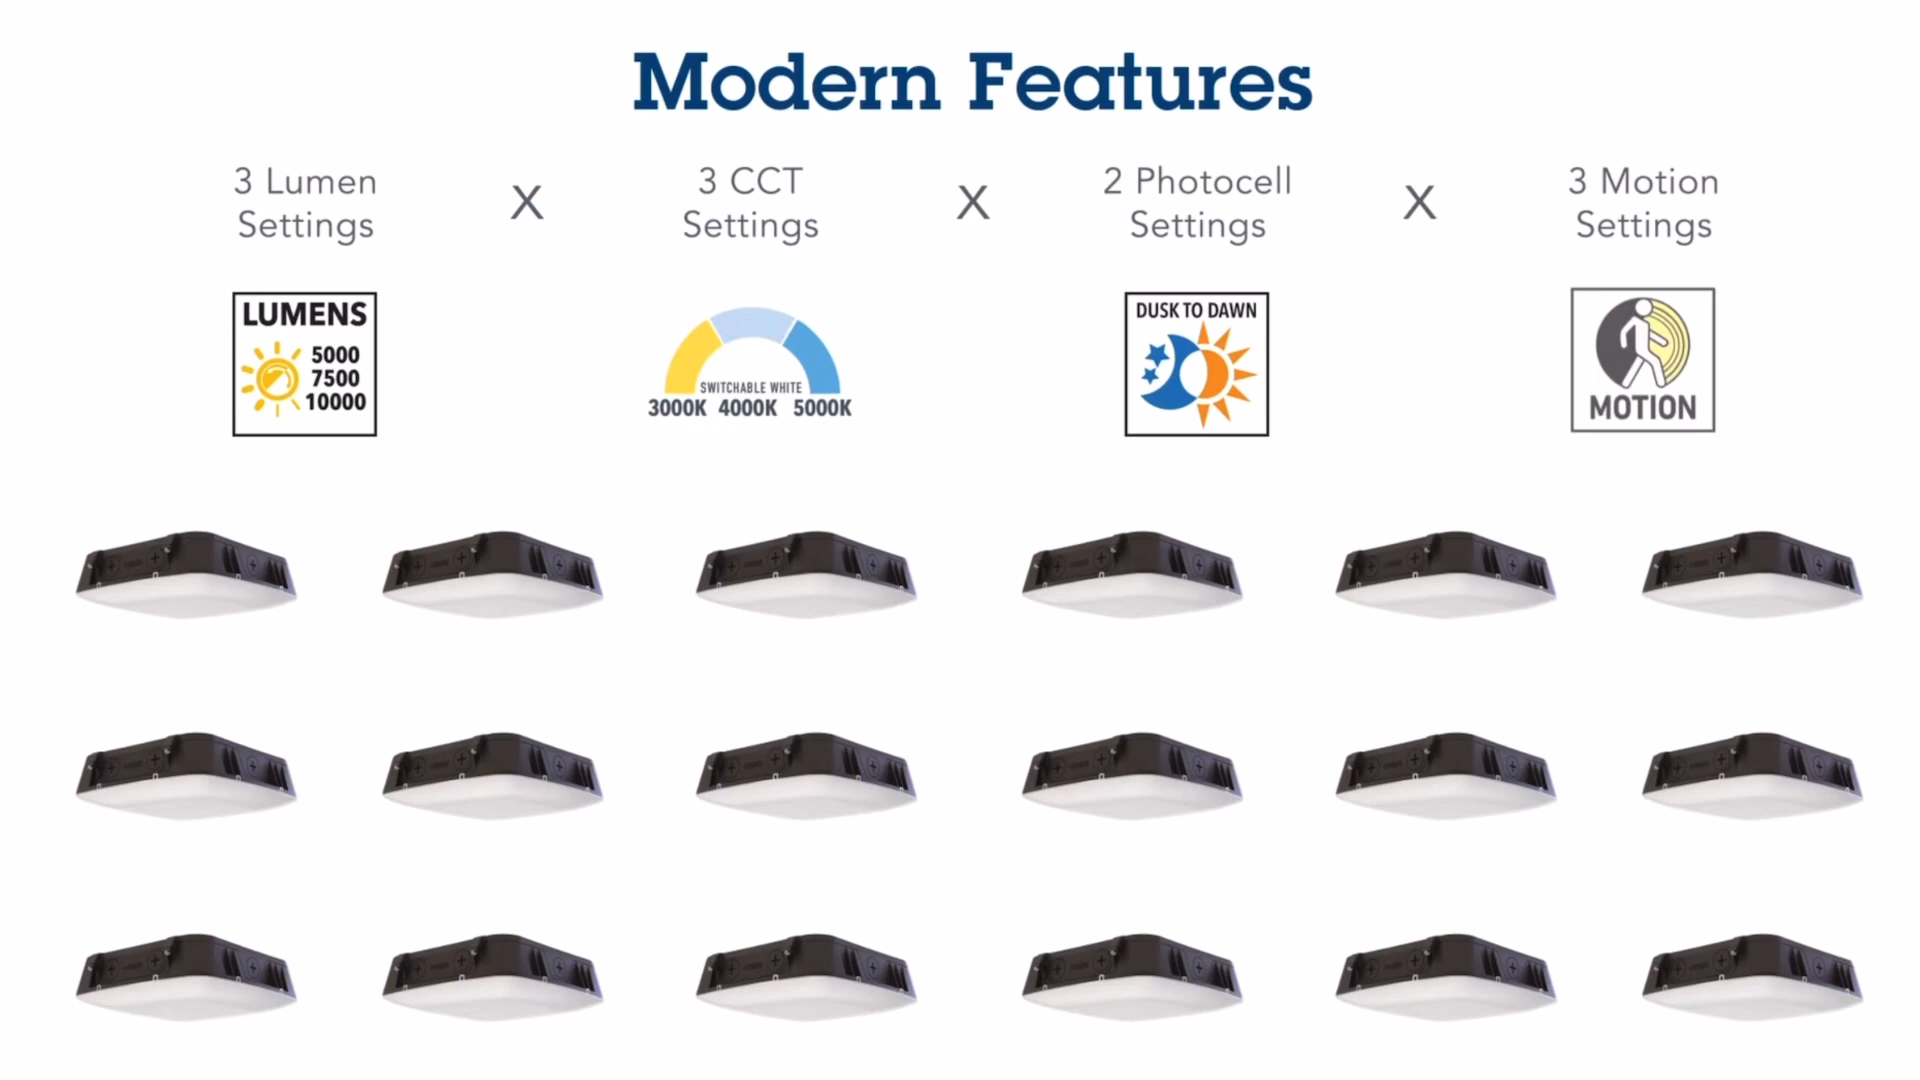 Modern Features
3 Lumen
Settings
X
3 CCT
Settings
X
2 Photocell
Settings
X
3 Motion
Settings
LUMENS
5000
7500
10000
SWITCHABLE WHITE
3000K 4000K 5000K
DUSK TO DAWN
MOTION